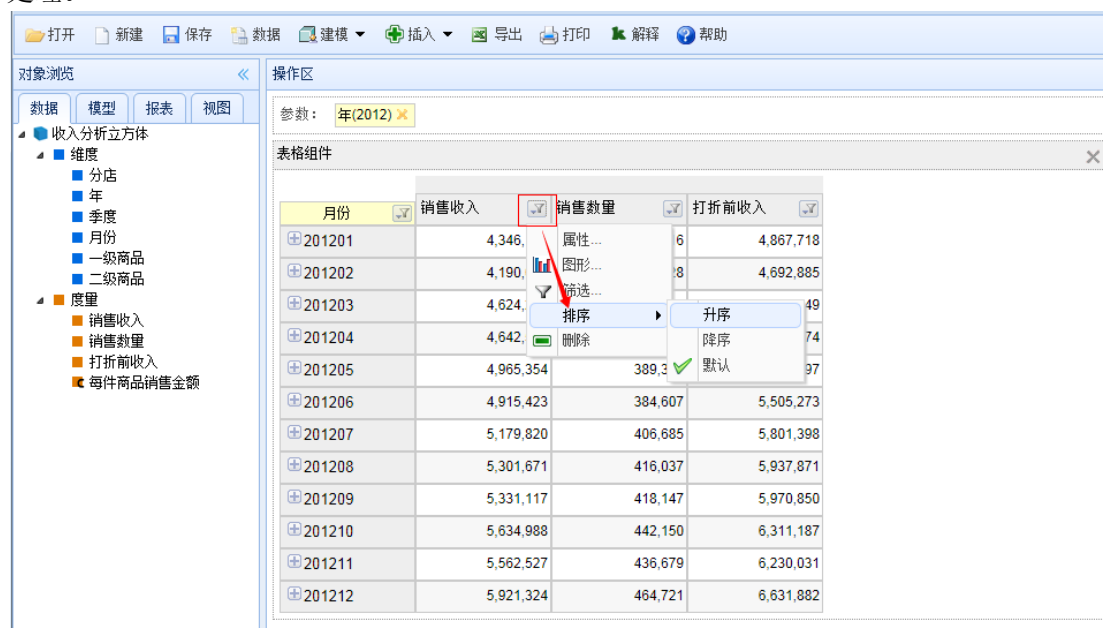 打开 新建 保存 数据 建模 插入 导出 打印 解释 帮助
对象浏览 操作区
数据 模型 报表 视图
参数： 年(2012)
收入分析立方体
维度
分店
年
季度
月份
一级商品
二级商品
度量
销售收入
销售数量
打折前收入
每件商品销售金额
表格组件
月份 销售收入 销售数量 打折前收入
201201 4,346, 6 4,867,718
201202 4,190, 28 4,692,885
201203 4,624, 49
201204 4,642, 74
201205 4,965,354 389,3 97
201206 4,915,423 384,607 5,505,273
201207 5,179,820 406,685 5,801,398
201208 5,301,671 416,037 5,937,871
201209 5,331,117 418,147 5,970,850
201210 5,634,988 442,150 6,311,187
201211 5,562,527 436,679 6,230,031
201212 5,921,324 464,721 6,631,882
属性...
图形...
筛选...
排序
删除
升序
降序
默认